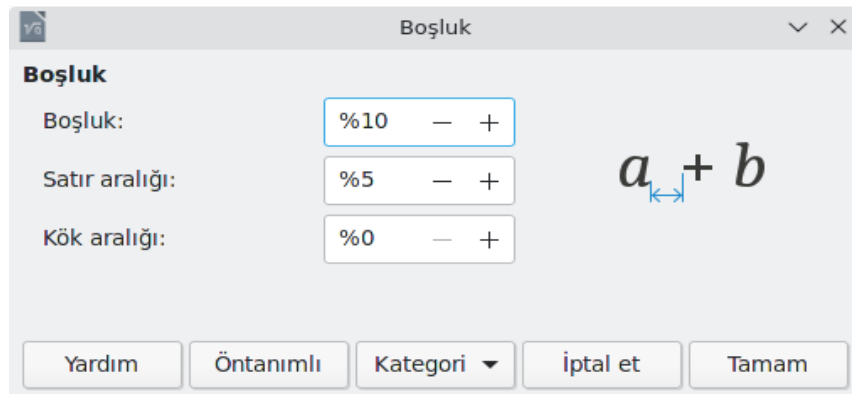 Boşluk
Boşluk
Boşluk: %10
Satır aralığı: %5
Kök aralığı: %0
a + b
Yardım Öntanımlı Kategori İptal et Tamam